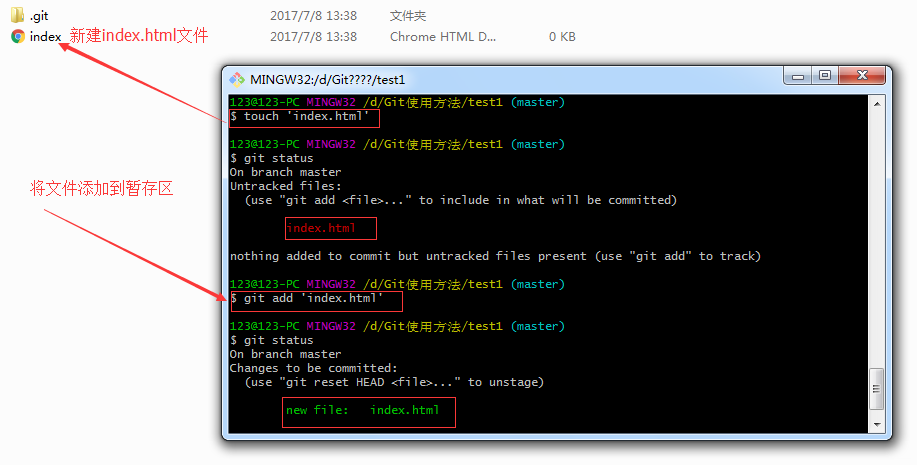 .git 2017/7/8 13:38 文件夹
index 新建index.html文件 2017/7/8 13:38 Chrome HTML D... 0 KB
MINGW32:/d/Git????/test1
123@123-PC MINGW32 /d/Git使用方法/test1 (master)
$ touch 'index.html'
123@123-PC MINGW32 /d/Git使用方法/test1 (master)
$ git status
On branch master
Untracked files:
(use "git add <file>..." to include in what will be committed)
将文件添加到暂存区
index.html
nothing added to commit but untracked files present (use "git add" to track)
123@123-PC MINGW32 /d/Git使用方法/test1 (master)
$ git add 'index.html'
123@123-PC MINGW32 /d/Git使用方法/test1 (master)
$ git status
On branch master
Changes to be committed:
(use "git reset HEAD <file>..." to unstage)
new file: index.html